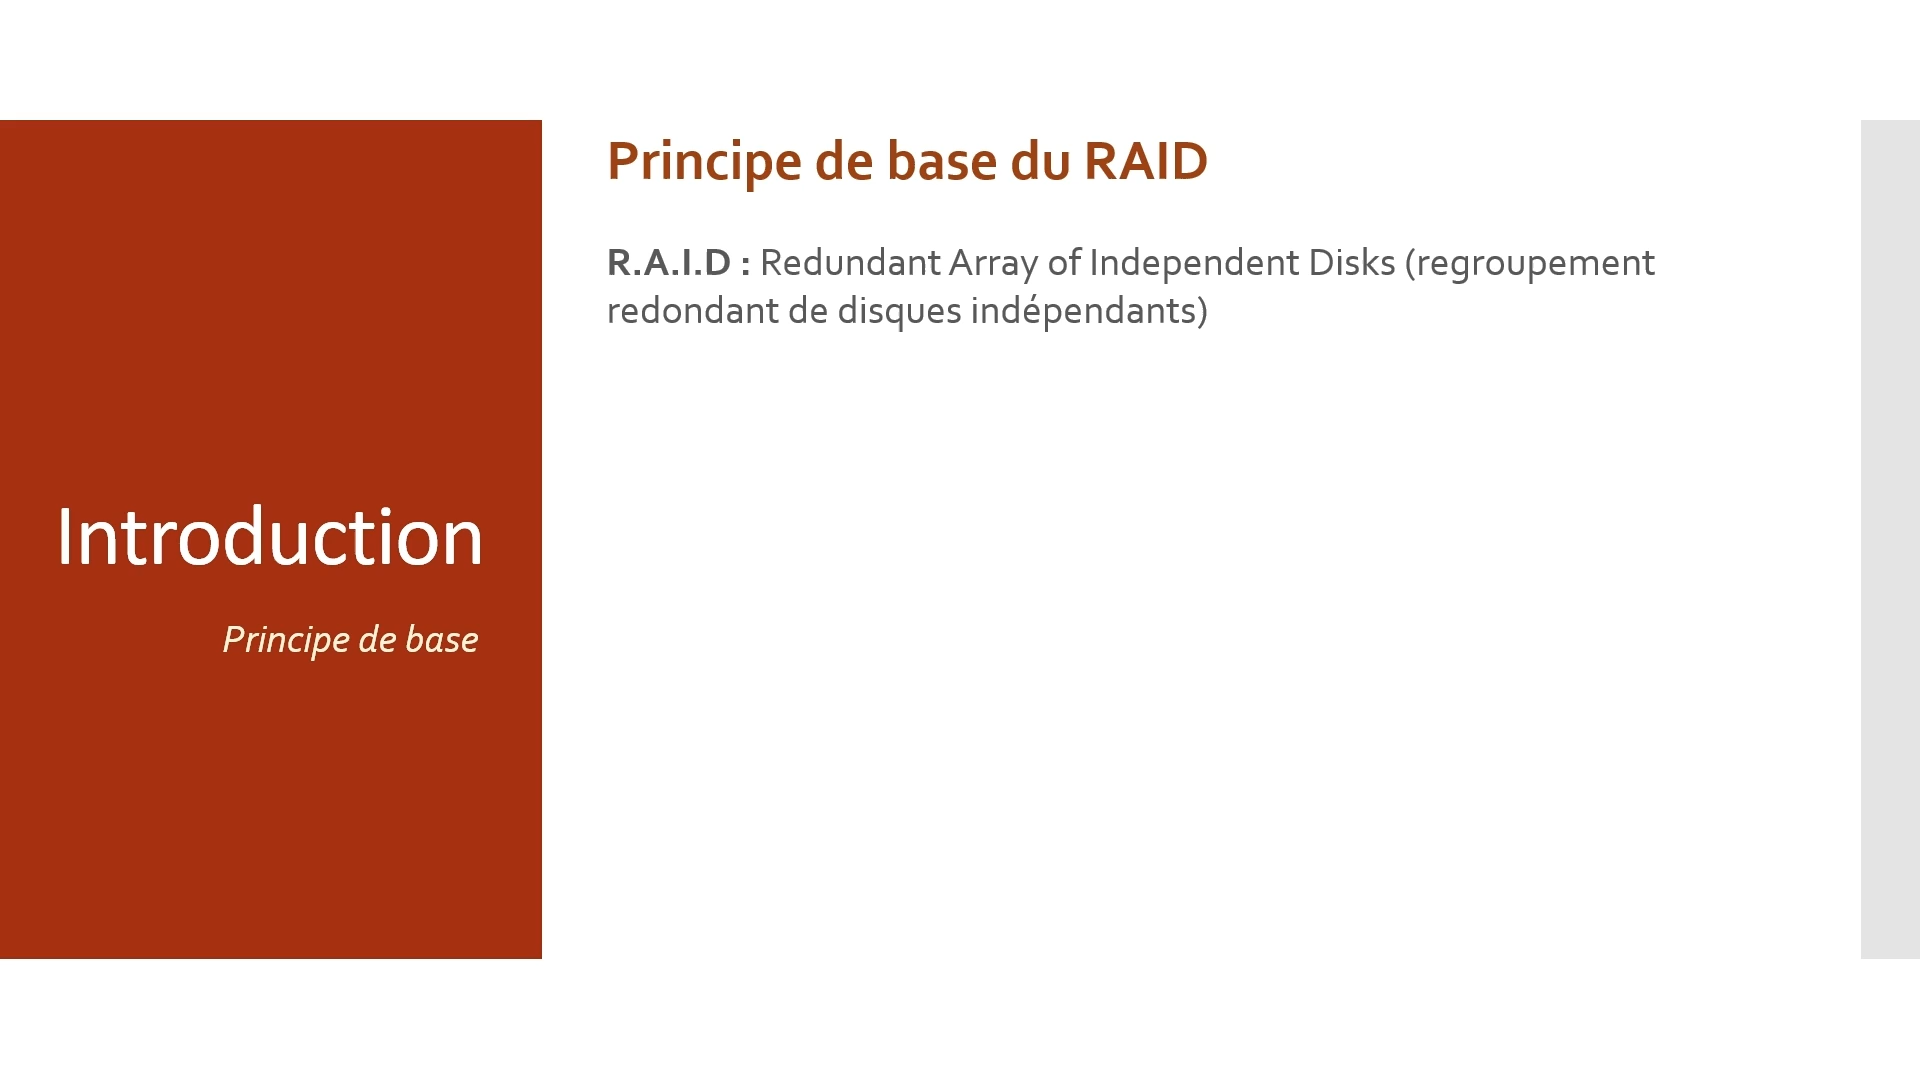 Introduction
Principe de base
Principe de base du RAID
R.A.I.D : Redundant Array of Independent Disks (regroupement
redondant de disques indépendants)